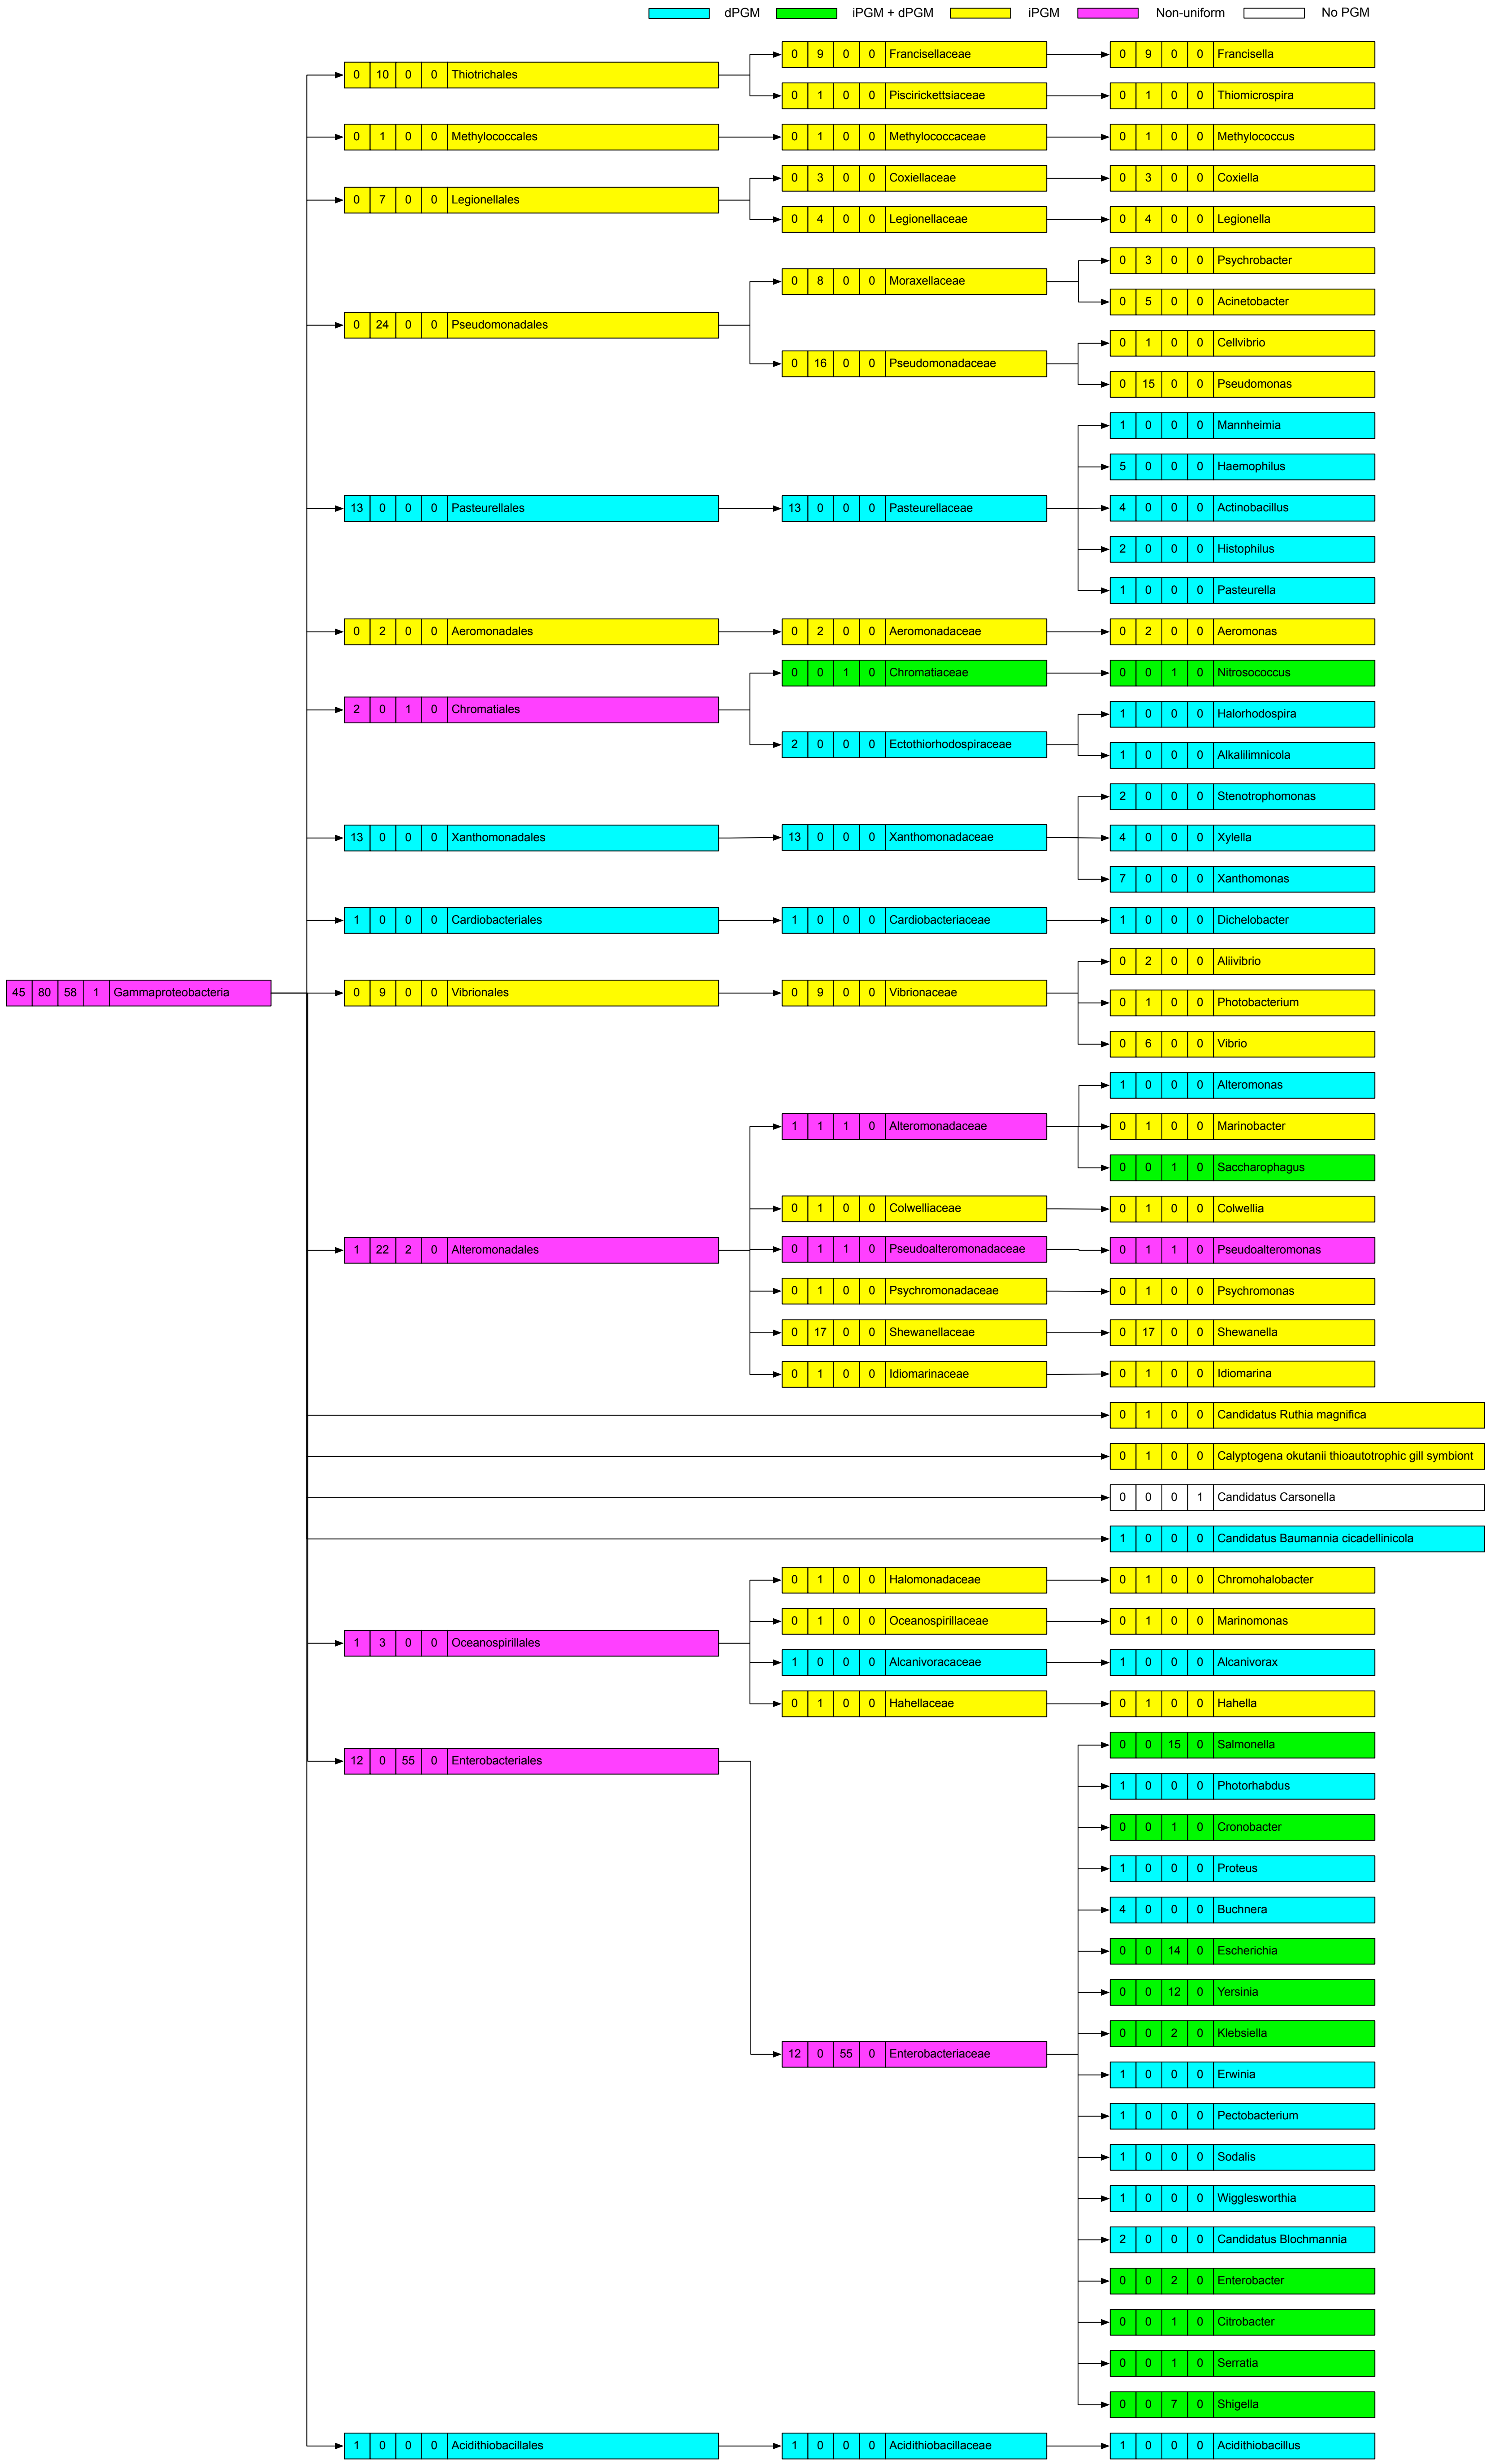 dPGM iPGM + dPGM iPGM Non-uniform No PGM
0 9 0 0 Francisellaceae 0 9 0 0 Francisella
0 10 0 0 Thiotrichales
0 1 0 0 Piscirickettsiaceae 0 1 0 0 Thiomicrospira
0 1 0 0 Methylococcales 0 1 0 0 Methylococcaceae 0 1 0 0 Methylococcus
0 3 0 0 Coxiellaceae 0 3 0 0 Coxiella
0 7 0 0 Legionellales
0 4 0 0 Legionellaceae 0 4 0 0 Legionella
0 3 0 0 Psychrobacter
0 8 0 0 Moraxellaceae
0 5 0 0 Acinetobacter
0 24 0 0 Pseudomonadales
0 1 0 0 Cellvibrio
0 16 0 0 Pseudomonadaceae
0 15 0 0 Pseudomonas
1 0 0 0 Mannheimia
5 0 0 0 Haemophilus
13 0 0 0 Pasteurellales 13 0 0 0 Pasteurellaceae 4 0 0 0 Actinobacillus
2 0 0 0 Histophilus
1 0 0 0 Pasteurella
0 2 0 0 Aeromonadales 0 2 0 0 Aeromonadaceae 0 2 0 0 Aeromonas
0 0 1 0 Chromatiaceae 0 0 1 0 Nitrosococcus
2 0 1 0 Chromatiales
1 0 0 0 Halorhodospira
2 0 0 0 Ectothiorhodospiraceae
1 0 0 0 Alkalilimnicola
2 0 0 0 Stenotrophomonas
13 0 0 0 Xanthomonadales 13 0 0 0 Xanthomonadaceae 4 0 0 0 Xylella
7 0 0 0 Xanthomonas
1 0 0 0 Cardiobacteriales 1 0 0 0 Cardiobacteriaceae 1 0 0 0 Dichelobacter
0 2 0 0 Aliivibrio
45 80 58 1 Gammaproteobacteria 0 9 0 0 Vibrionales 0 9 0 0 Vibrionaceae
0 1 0 0 Photobacterium
0 6 0 0 Vibrio
1 0 0 0 Alteromonas
1 1 1 0 Alteromonadaceae 0 1 0 0 Marinobacter
0 0 1 0 Saccharophagus
0 1 0 0 Colwelliaceae 0 1 0 0 Colwellia
1 22 2 0 Alteromonadales 0 1 1 0 Pseudoalteromonadaceae 0 1 1 0 Pseudoalteromonas
0 1 0 0 Psychromonadaceae 0 1 0 0 Psychromonas
0 17 0 0 Shewanellaceae 0 17 0 0 Shewanella
0 1 0 0 Idiomarinaceae 0 1 0 0 Idiomarina
0 1 0 0 Candidatus Ruthia magnifica
0 1 0 0 Calyptogena okutanii thioautotrophic gill symbiont
0 0 0 1 Candidatus Carsonella
1 0 0 0 Candidatus Baumannia cicadellinicola
0 1 0 0 Halomonadaceae 0 1 0 0 Chromohalobacter
0 1 0 0 Oceanospirillaceae 0 1 0 0 Marinomonas
1 3 0 0 Oceanospirillales
1 0 0 0 Alcanivoracaceae 1 0 0 0 Alcanivorax
0 1 0 0 Hahellaceae 0 1 0 0 Hahella
0 0 15 0 Salmonella
12 0 55 0 Enterobacteriales
1 0 0 0 Photorhabdus
0 0 1 0 Cronobacter
1 0 0 0 Proteus
4 0 0 0 Buchnera
0 0 14 0 Escherichia
0 0 12 0 Yersinia
0 0 2 0 Klebsiella
12 0 55 0 Enterobacteriaceae
1 0 0 0 Erwinia
1 0 0 0 Pectobacterium
1 0 0 0 Sodalis
1 0 0 0 Wigglesworthia
2 0 0 0 Candidatus Blochmannia
0 0 2 0 Enterobacter
0 0 1 0 Citrobacter
0 0 1 0 Serratia
0 0 7 0 Shigella
1 0 0 0 Acidithiobacillales 1 0 0 0 Acidithiobacillaceae 1 0 0 0 Acidithiobacillus